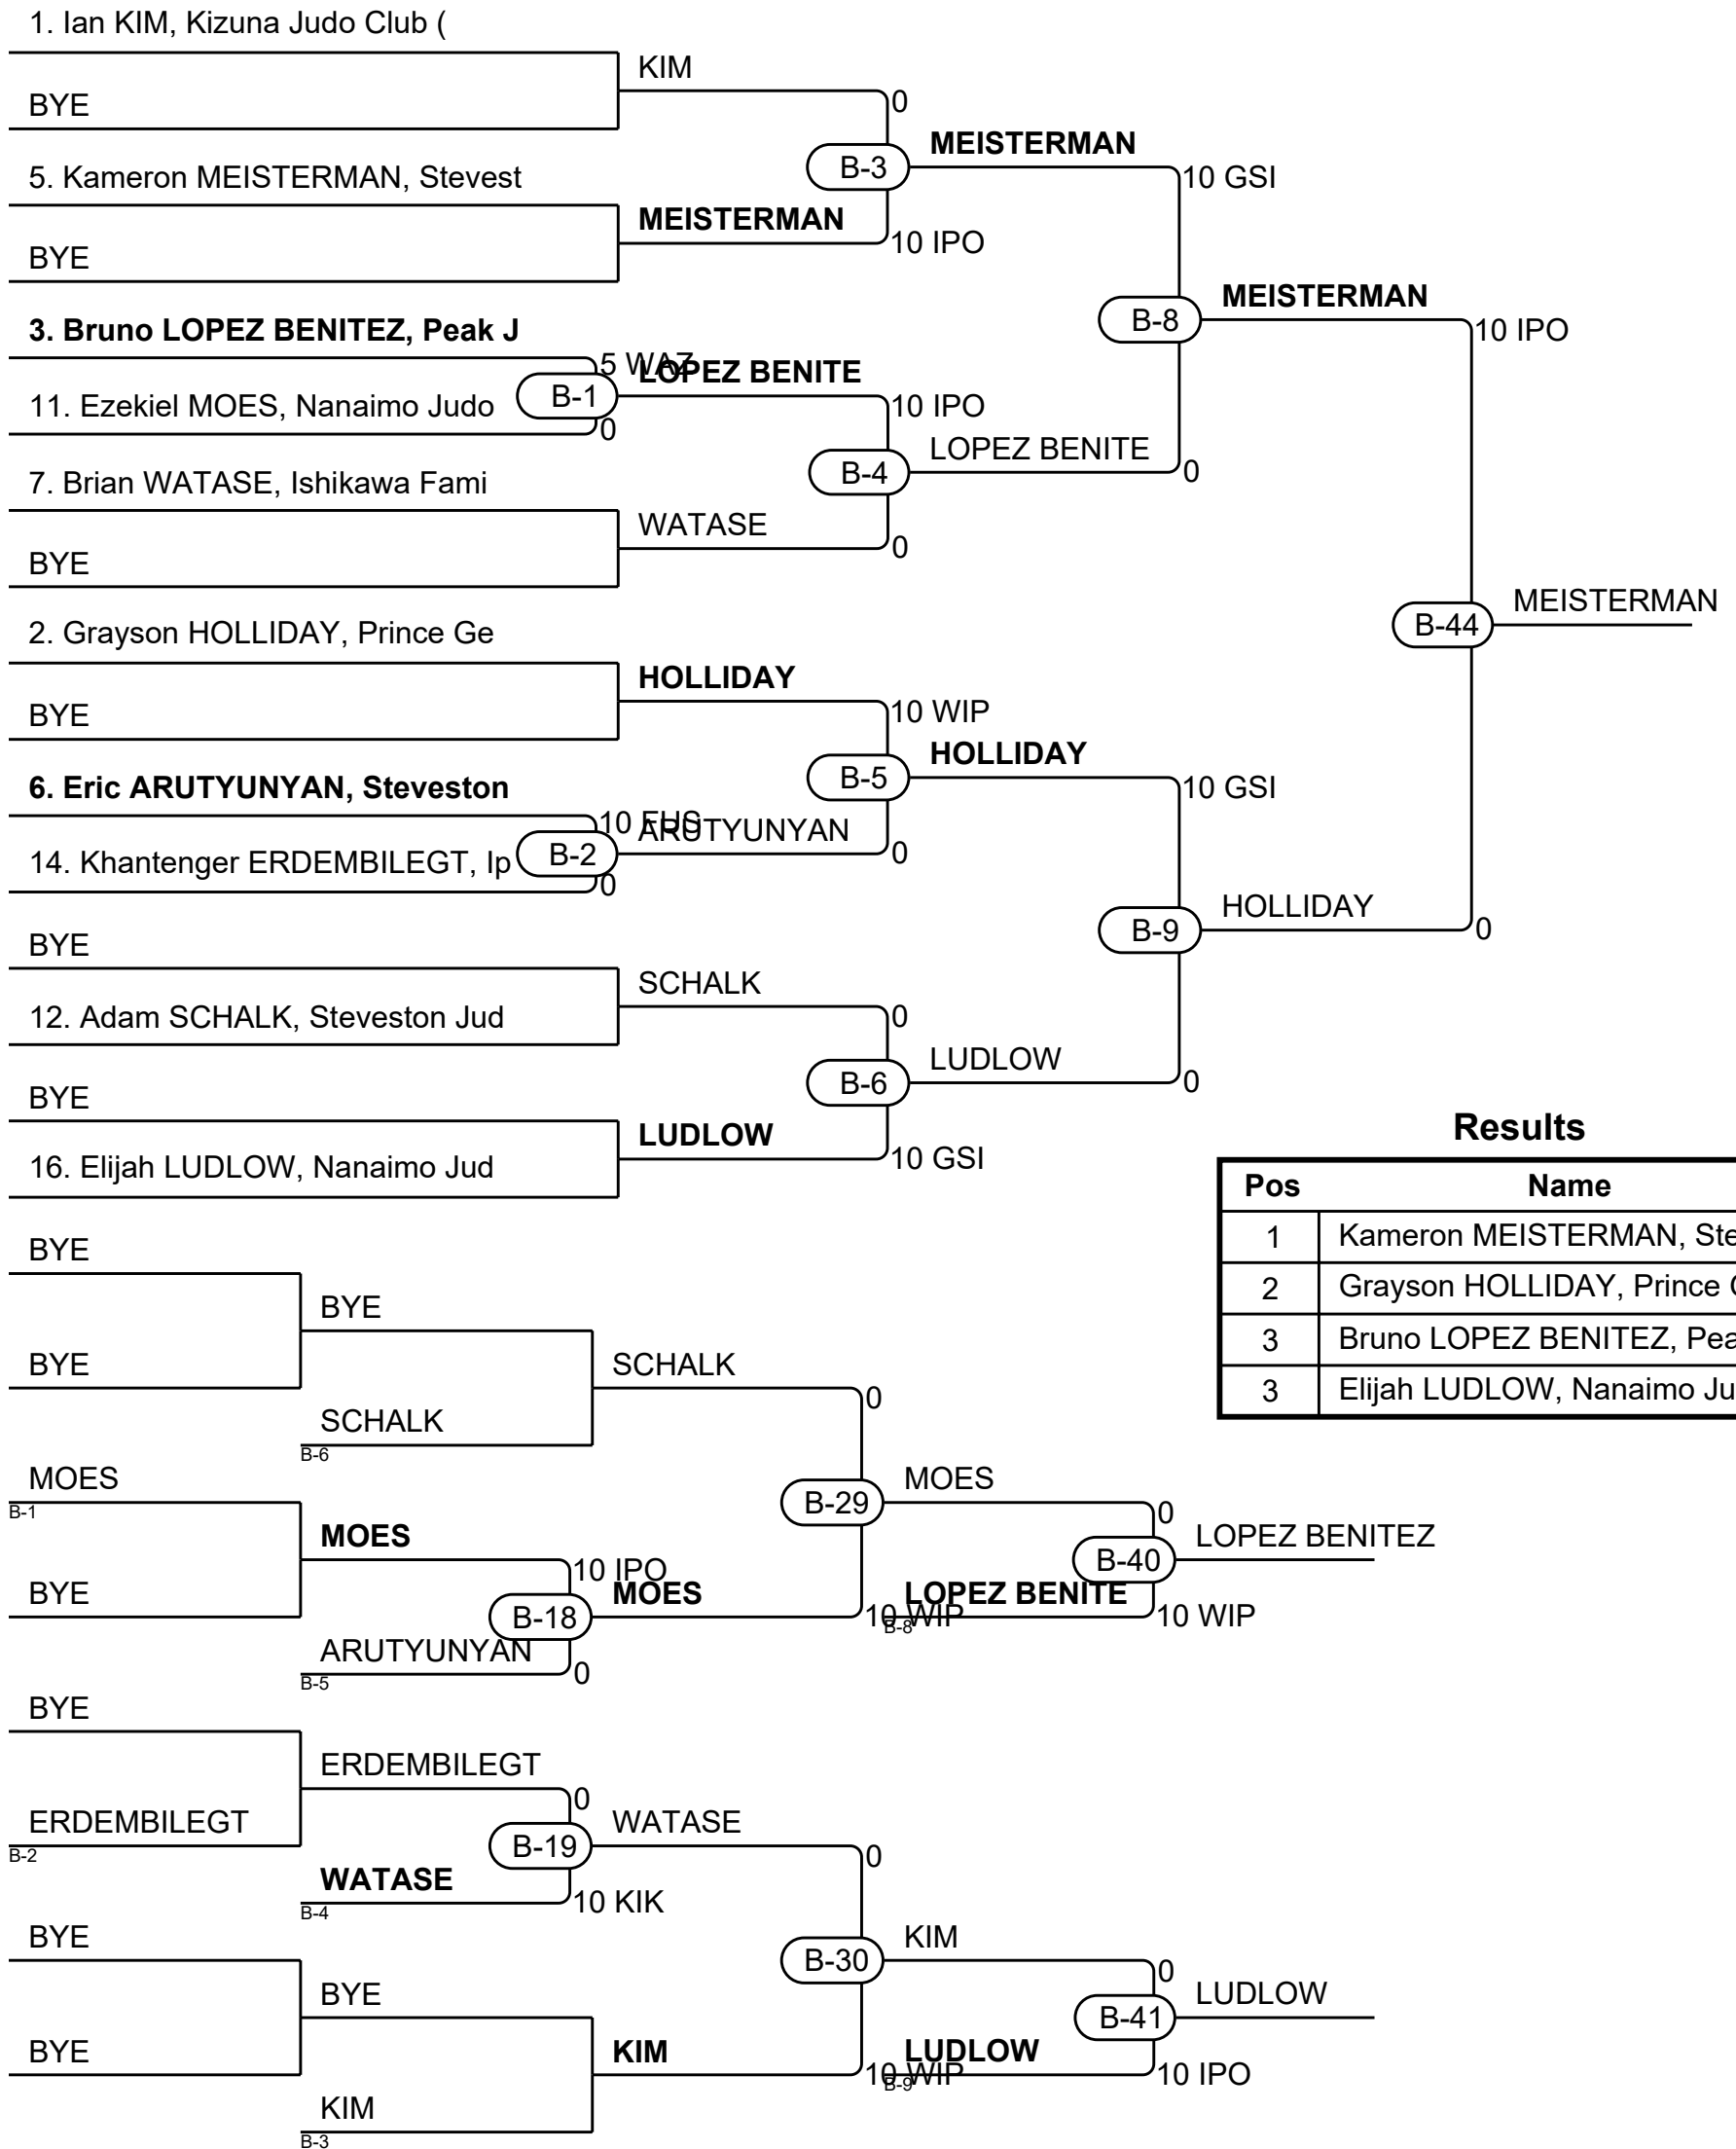 1. Ian KIM, Kizuna Judo Club (
KIM
0
BYE
MEISTERMAN
B-3
5. Kameron MEISTERMAN, Stevest
10 GSI
MEISTERMAN
10 IPO
BYE
MEISTERMAN
B-8
3. Bruno LOPEZ BENITEZ, Peak J
10 IPO
5 WAZ
LOPEZ BENITE
B-1
11. Ezekiel MOES, Nanaimo Judo
10 IPO
0
LOPEZ BENITE
B-4
0
7. Brian WATASE, Ishikawa Fami
WATASE
0
BYE
MEISTERMAN
B-44
2. Grayson HOLLIDAY, Prince Ge
HOLLIDAY
10 WIP
BYE
HOLLIDAY
B-5
6. Eric ARUTYUNYAN, Steveston
10 GSI
10 FUS
ARUTYUNYAN
B-2
14. Khantenger ERDEMBILEGT, Ip
0
0
HOLLIDAY
B-9
0
BYE
SCHALK
12. Adam SCHALK, Steveston Jud
0
LUDLOW
B-6
0
BYE
LUDLOW
16. Elijah LUDLOW, Nanaimo Jud
10 GSI
Results
Pos Name
1 Kameron MEISTERMAN, Ste
2 Grayson HOLLIDAY, Prince
3 Bruno LOPEZ BENITEZ, Pea
3 Elijah LUDLOW, Nanaimo Ju
BYE
BYE
BYE
SCHALK
0
SCHALK
B-6
MOES
B-1
B-29
MOES
0
MOES
LOPEZ BENITEZ
B-40
10 IPO
BYE
MOES
B-18
10 WIP
LOPEZ BENITE
B-8
10 WIP
ARUTYUNYAN
B-5
0
BYE
ERDEMBILEGT
0
ERDEMBILEGT
B-2
B-19
WATASE
0
WATASE
B-4
10 KIK
BYE
B-30
KIM
0
BYE
LUDLOW
B-41
BYE
KIM
10 WIP
LUDLOW
B-9
10 IPO
KIM
B-3